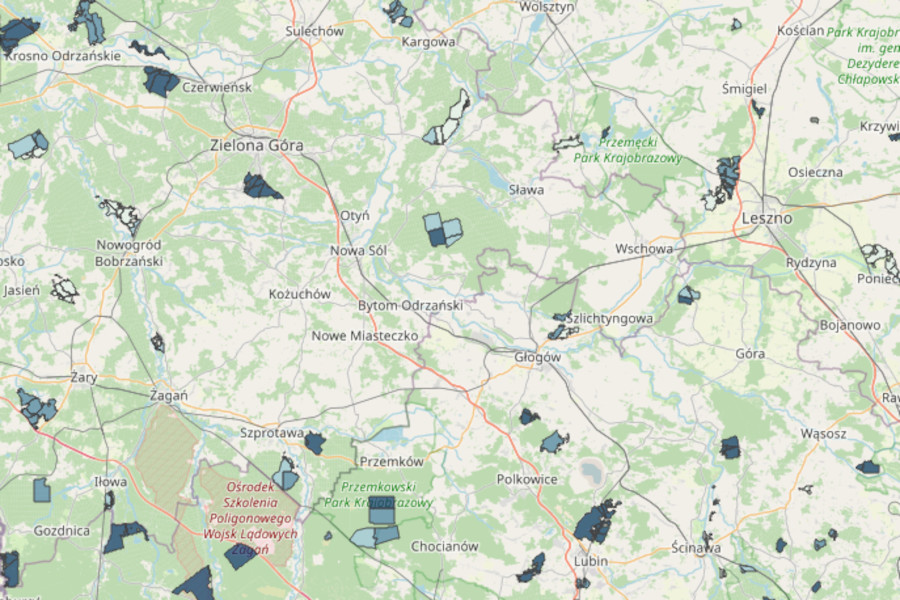 Wolsztyn
Sulechów
Kargowa
Kościan
Park Krajobr
im. gen
Dezydere
Chłapowsk
Krosno Odrzańskie
Czerwieńsk
Śmigiel
Krzywi
Zielona Góra
Przemęcki
Park Krajobrazowy
Osieczna
Sława
Otyń
Leszno
Nowogród
Bobrzański
Nowa Sól
Wschowa
Rydzyna
osko
Jasień
Kożuchów
Bytom Odrzański
Poniec
Szlichtyngowa
Bojanowo
Nowe Miasteczko
Głogów
Góra
Żary
Żagań
Raw
Szprotawa
Wąsosz
Przemków
Iłowa
Ośrodek
Szkolenia
Poligonowego
Wojsk Lądowych
Żagań
Przemkowski
Park Krajobrazowy
Polkowice
Gozdnica
Chocianów
Ścinawa
Lubin